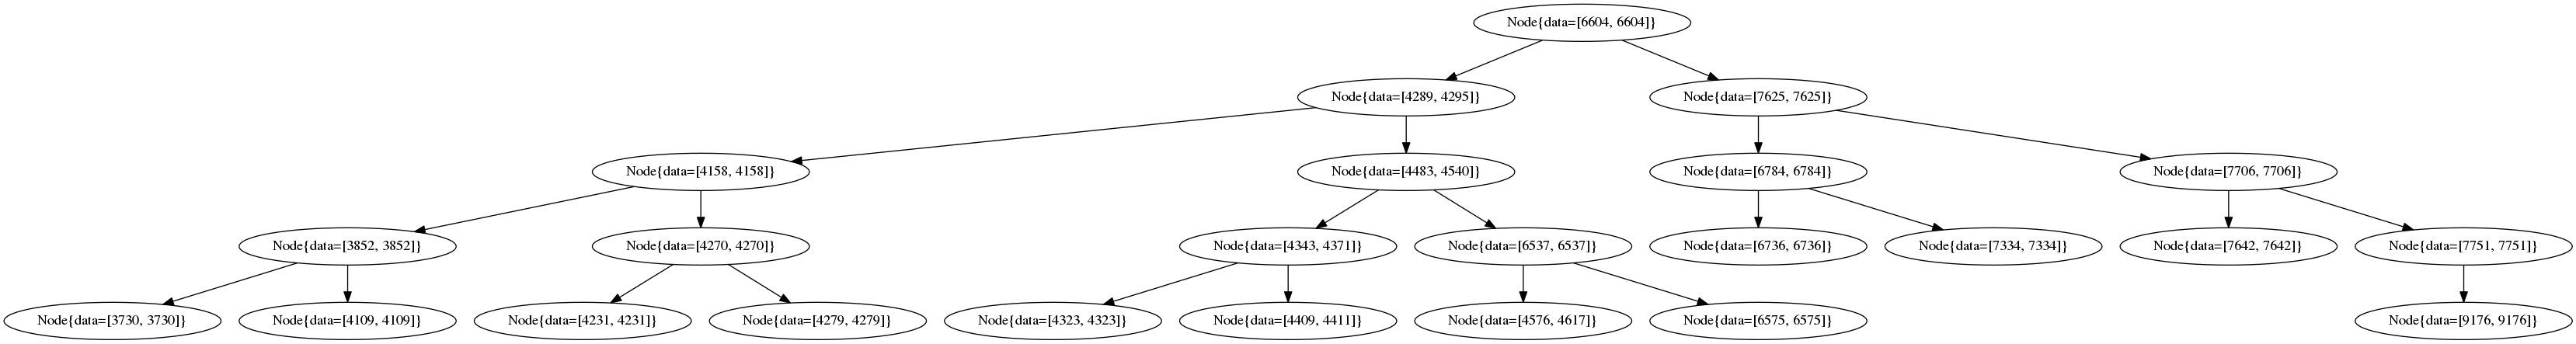 Node{data=[6604, 6604]}
Node{data=[4289, 4295]}
Node{data=[7625, 7625]}
Node{data=[4158, 4158]}
Node{data=[4483, 4540]}
Node{data=[6784, 6784]}
Node{data=[7706, 7706]}
Node{data=[3852, 3852]}
Node{data=[4270, 4270]}
Node{data=[4343, 4371]}
Node{data=[6537, 6537]}
Node{data=[6736, 6736]}
Node{data=[7334, 7334]}
Node{data=[7642, 7642]}
Node{data=[7751, 7751]}
Node{data=[3730, 3730]}
Node{data=[4109, 4109]}
Node{data=[4231, 4231]}
Node{data=[4279, 4279]}
Node{data=[4323, 4323]}
Node{data=[4409, 4411]}
Node{data=[4576, 4617]}
Node{data=[6575, 6575]}
Node{data=[9176, 9176]}